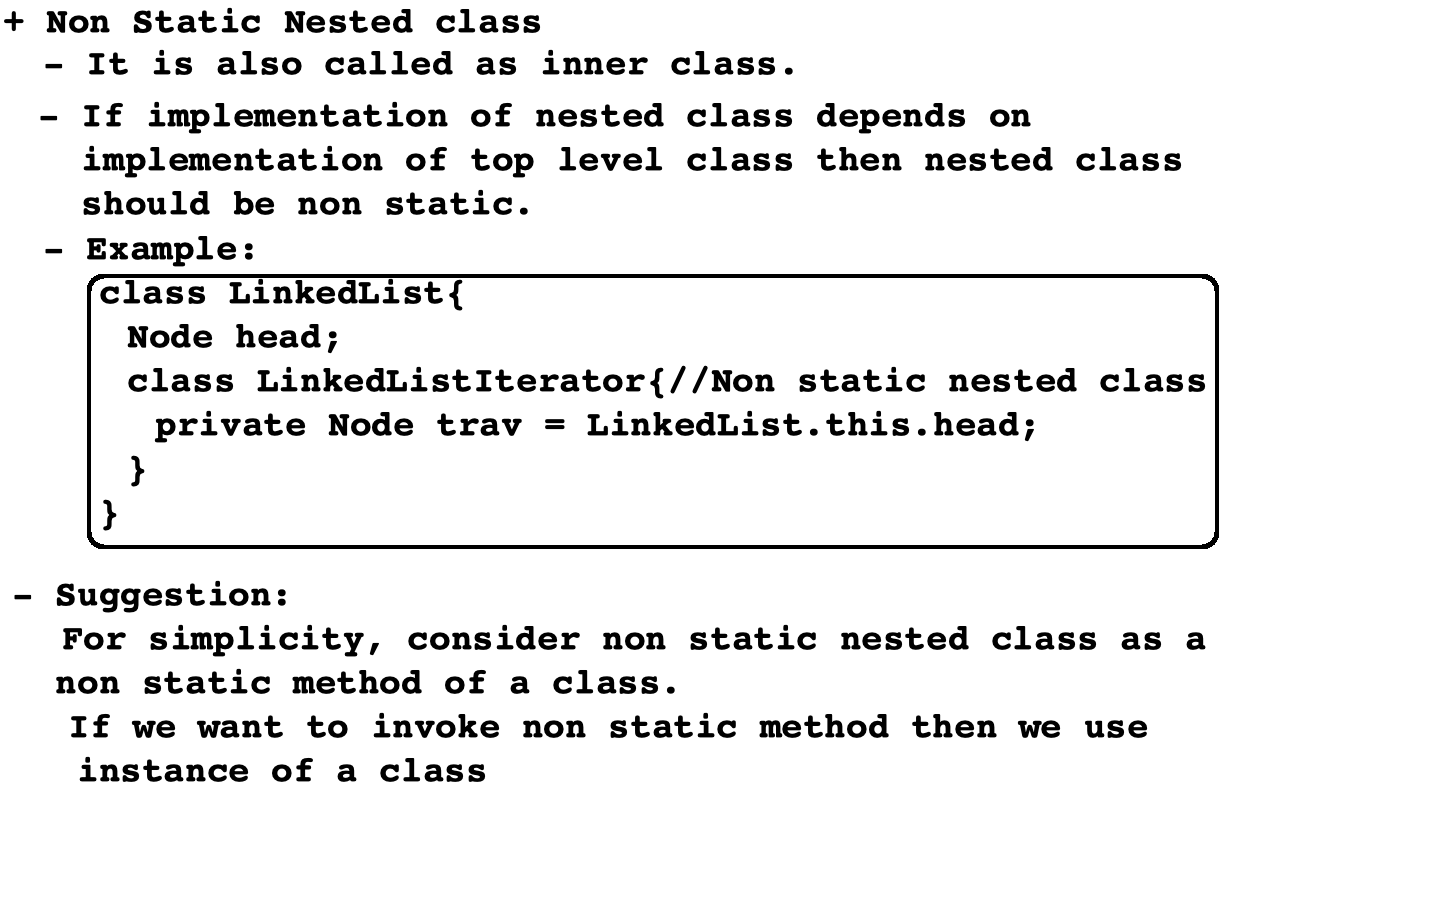 + Non Static Nested class
- It is also called as inner class.
- If implementation of nested class depends on
implementation of top level class then nested class
should be non static.
- Example:
class LinkedList{
Node head;
class LinkedListIterator{//Non static nested class
private Node trav = LinkedList.this.head;
}
}
- Suggestion:
For simplicity, consider non static nested class as a
non static method of a class.
If we want to invoke non static method then we use
instance of a class